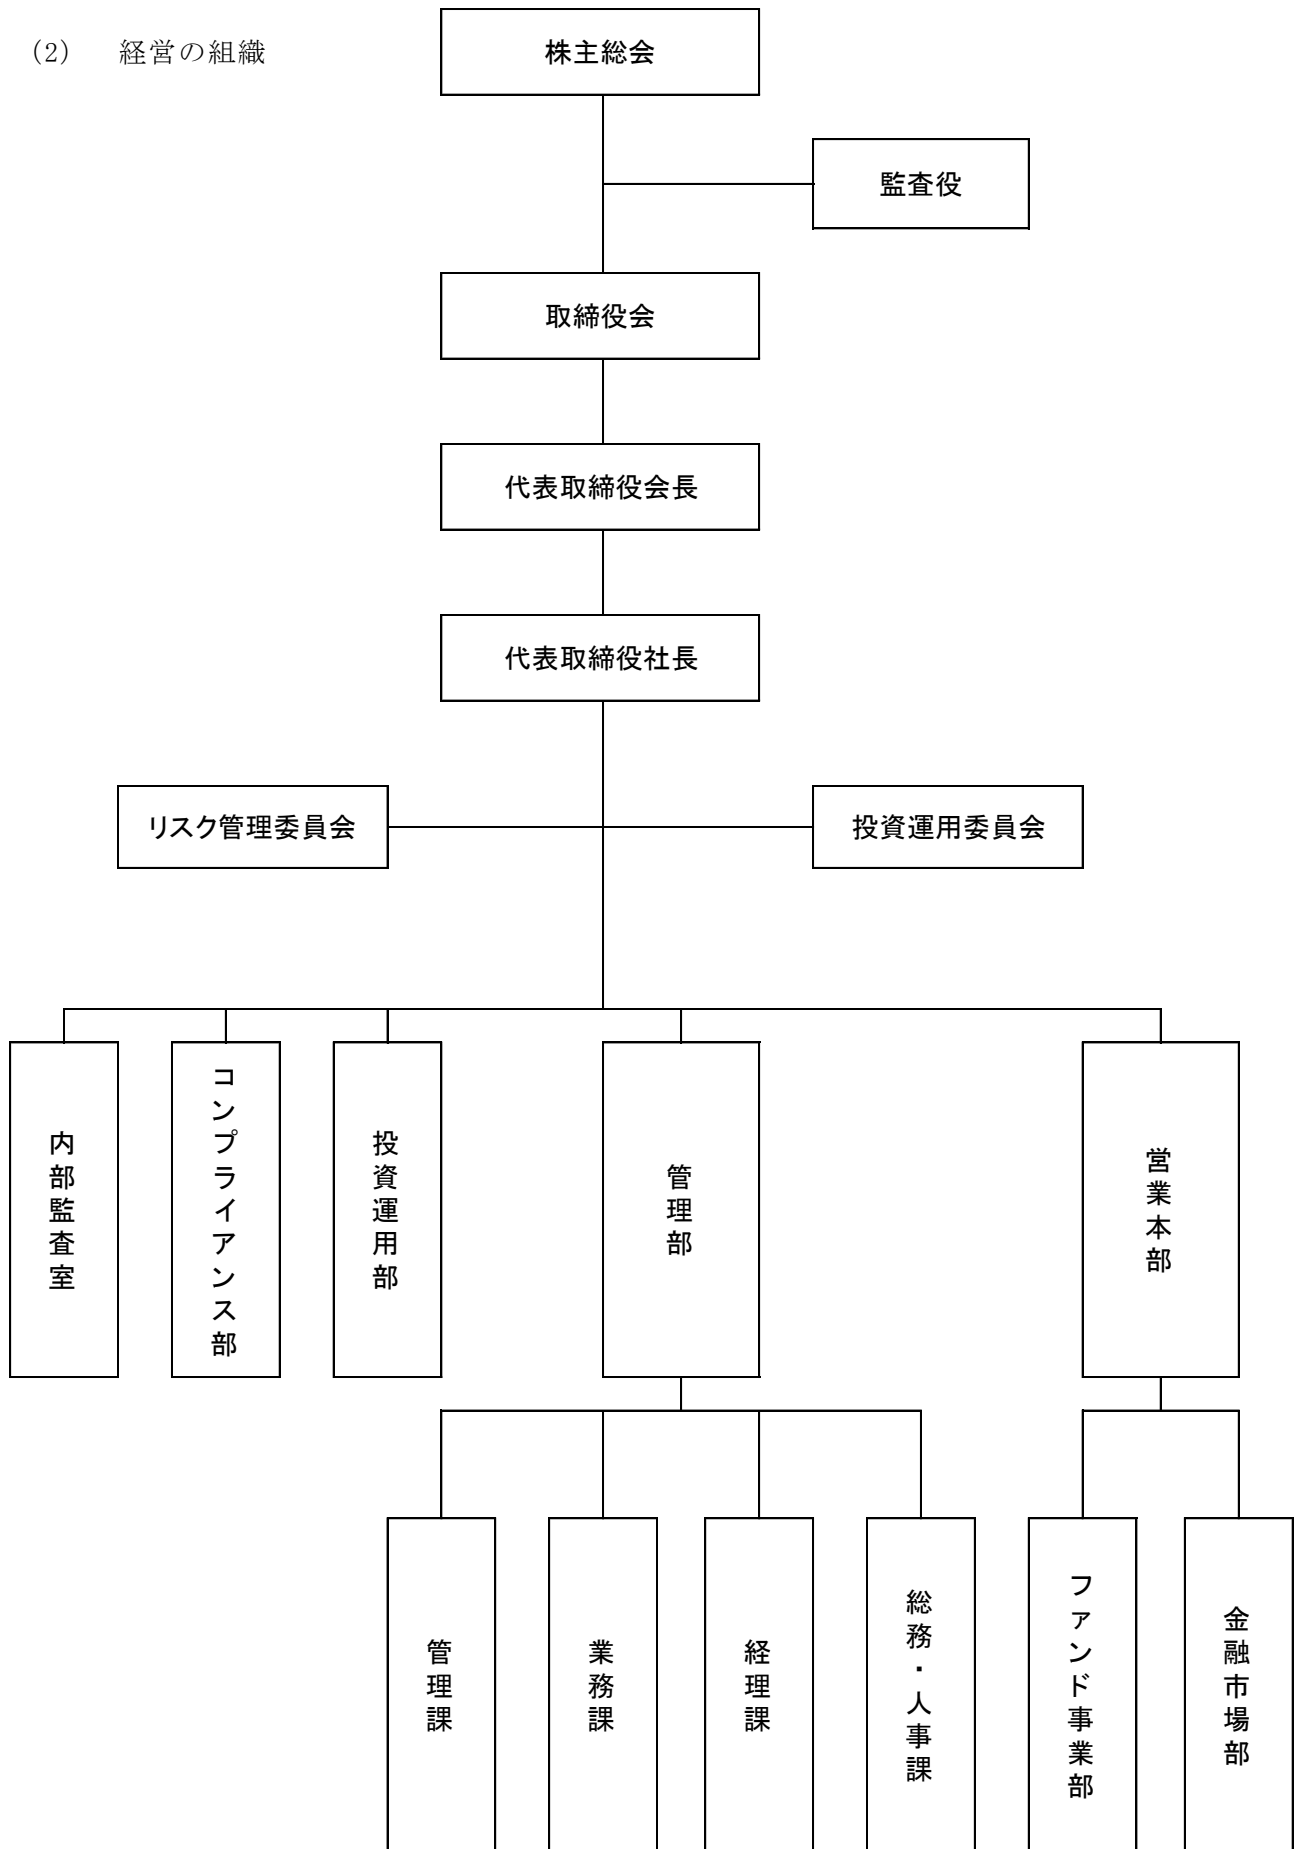 (2)　経営の組織
株主総会
監査役
取締役会
代表取締役会長
代表取締役社長
リスク管理委員会
投資運用委員会
内部監査室
コンプライアンス部
投資運用部
管理部
営業本部
管理課
業務課
経理課
総務・人事課
ファンド事業部
金融市場部